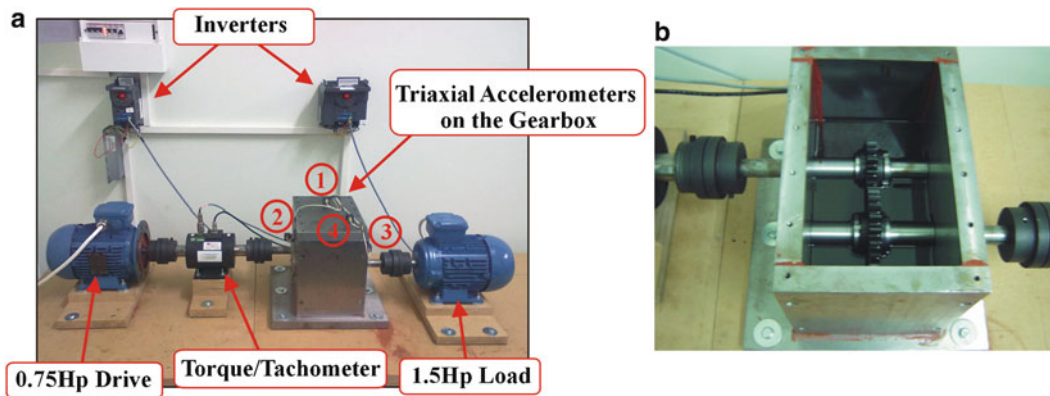 a
Inverters
Triaxial Accelerometers
on the Gearbox
1
2
4
3
0.75Hp Drive
Torque/Tachometer
1.5Hp Load
b